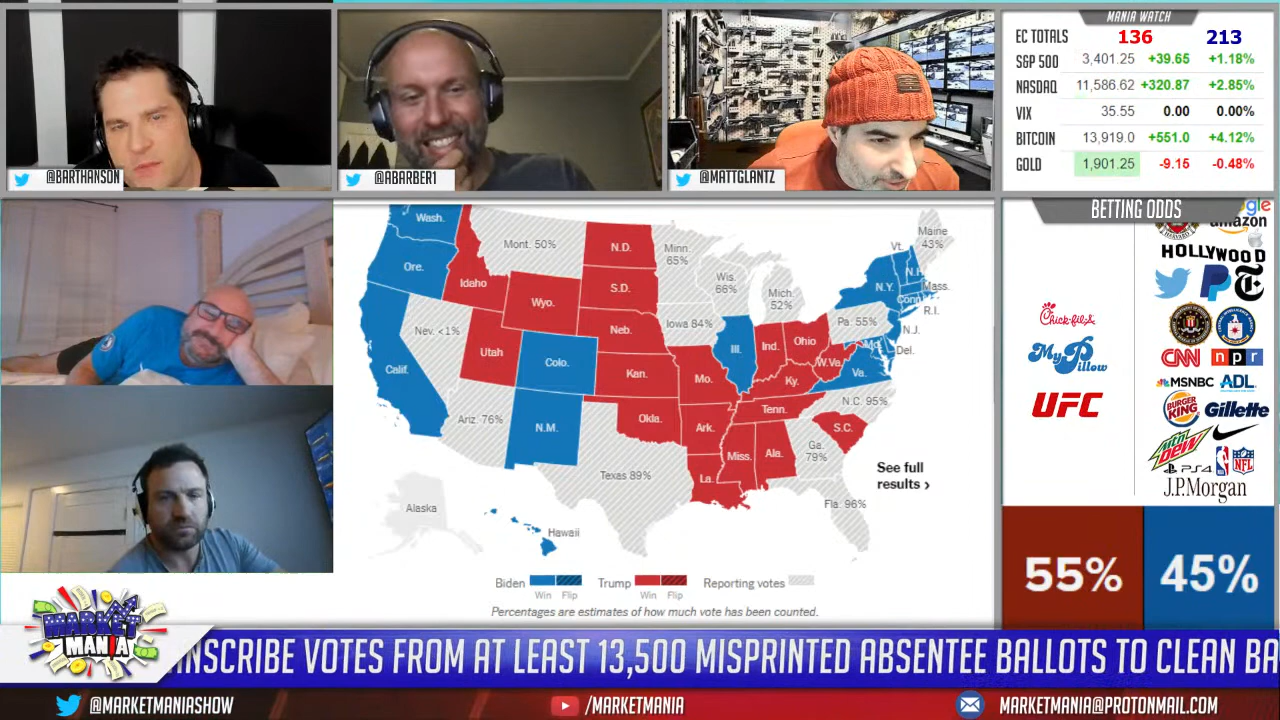 @BARTHANSON
@ABARBER1
@MATTGLANTZ
MANIA WATCH
EC TOTALS 136 213
S&P 500 3,401.25 +39.65 +1.18%
NASDAQ 11,586.62 +320.87 +2.85%
VIX 35.55 0.00 0.00%
BITCOIN 13,919.0 +551.0 +4.12%
GOLD 1,901.25 -9.15 -0.48%
Wash.
Ore.
Calif.
Nev. <1%
Idaho
Mont. 50%
Wyo.
Utah
Colo.
Ariz. 76%
N.M.
N.D.
S.D.
Neb.
Kan.
Okla.
Texas 89%
Minn.
65%
Iowa 84%
Mo.
Ark.
La.
Wis.
66%
Ill.
Mich.
52%
Ind.
Ohio
Ky.
Tenn.
Miss.
Ala.
Ga.
79%
Fla. 96%
S.C.
N.C. 95%
Va.
W.Va.
Pa. 55%
N.Y.
Vt.
N.H.
Maine
43%
Mass.
Conn.
R.I.
N.J.
Del.
Md.
Alaska
Hawaii
See full
results ›
Biden Trump Reporting votes
Win Flip Win Flip
Percentages are estimates of how much vote has been counted.
BETTING ODDS
Chick-fil-A
MyPillow
UFC
gle
amazon
HOLLYWOOD
CNN npr
MSNBC ADL
BURGER
KING
Gillette
MTN
DEW
PS4 NBA NFL
J.P.Morgan
55% 45%
MARKET
MANIA
NSCRIBE VOTES FROM AT LEAST 13,500 MISPRINTED ABSENTEE BALLOTS TO CLEAN BA
@MARKETMANIASHOW
/MARKETMANIA
MARKETMANIA@PROTONMAIL.COM